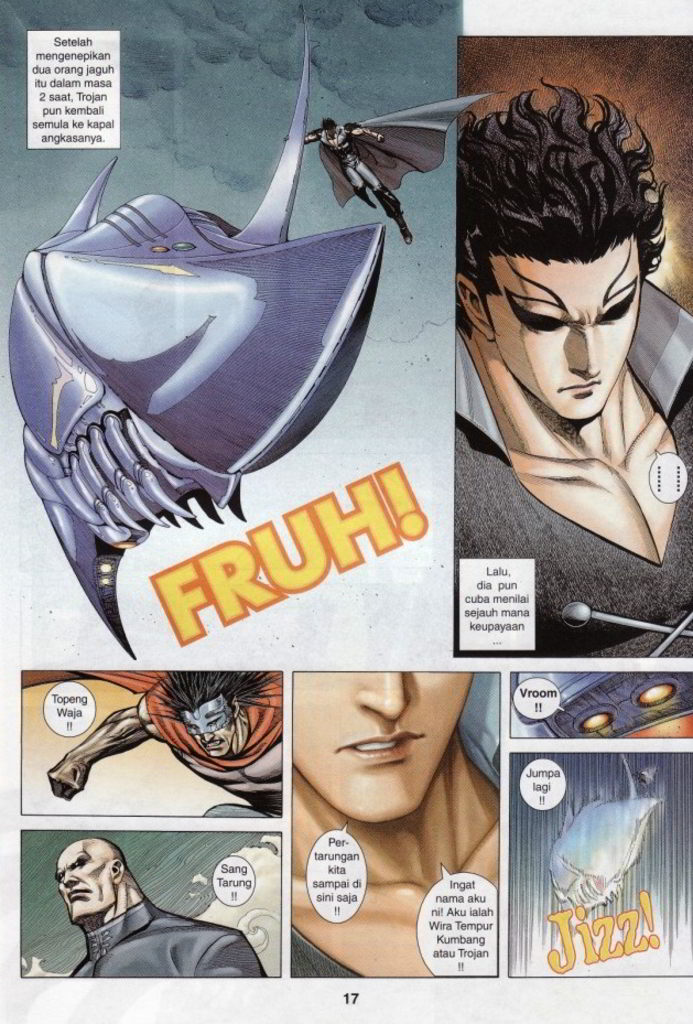 Setelah
mengenepikan
dua orang jaguh
itu dalam masa
2 saat, Trojan
pun kembali
semula ke kapal
angkasanya.
FRUH!
......
Lalu,
dia pun
cuba menilai
sejauh mana
keupayaan
...
Topeng
Waja
!!
Sang
Tarung
!!
Per-
tarungan
kita
sampai di
sini saja
!!
Ingat
nama aku
ni! Aku ialah
Wira Tempur
Kumbang
atau Trojan
!!
Vroom
!!
Jumpa
lagi
!!
Jizz!
17